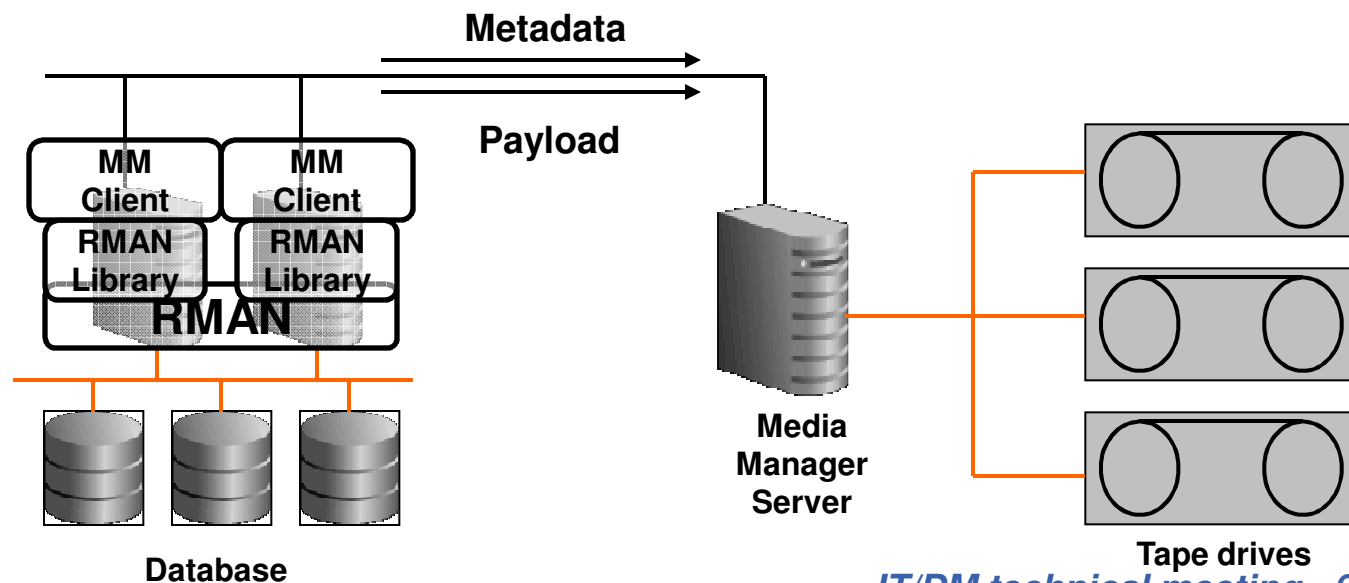 Metadata
Payload
MM
Client
MM
Client
RMAN
Library
RMAN
Library
RMAN
Media
Manager
Server
Database
Tape drives
IT/DM technical meeting